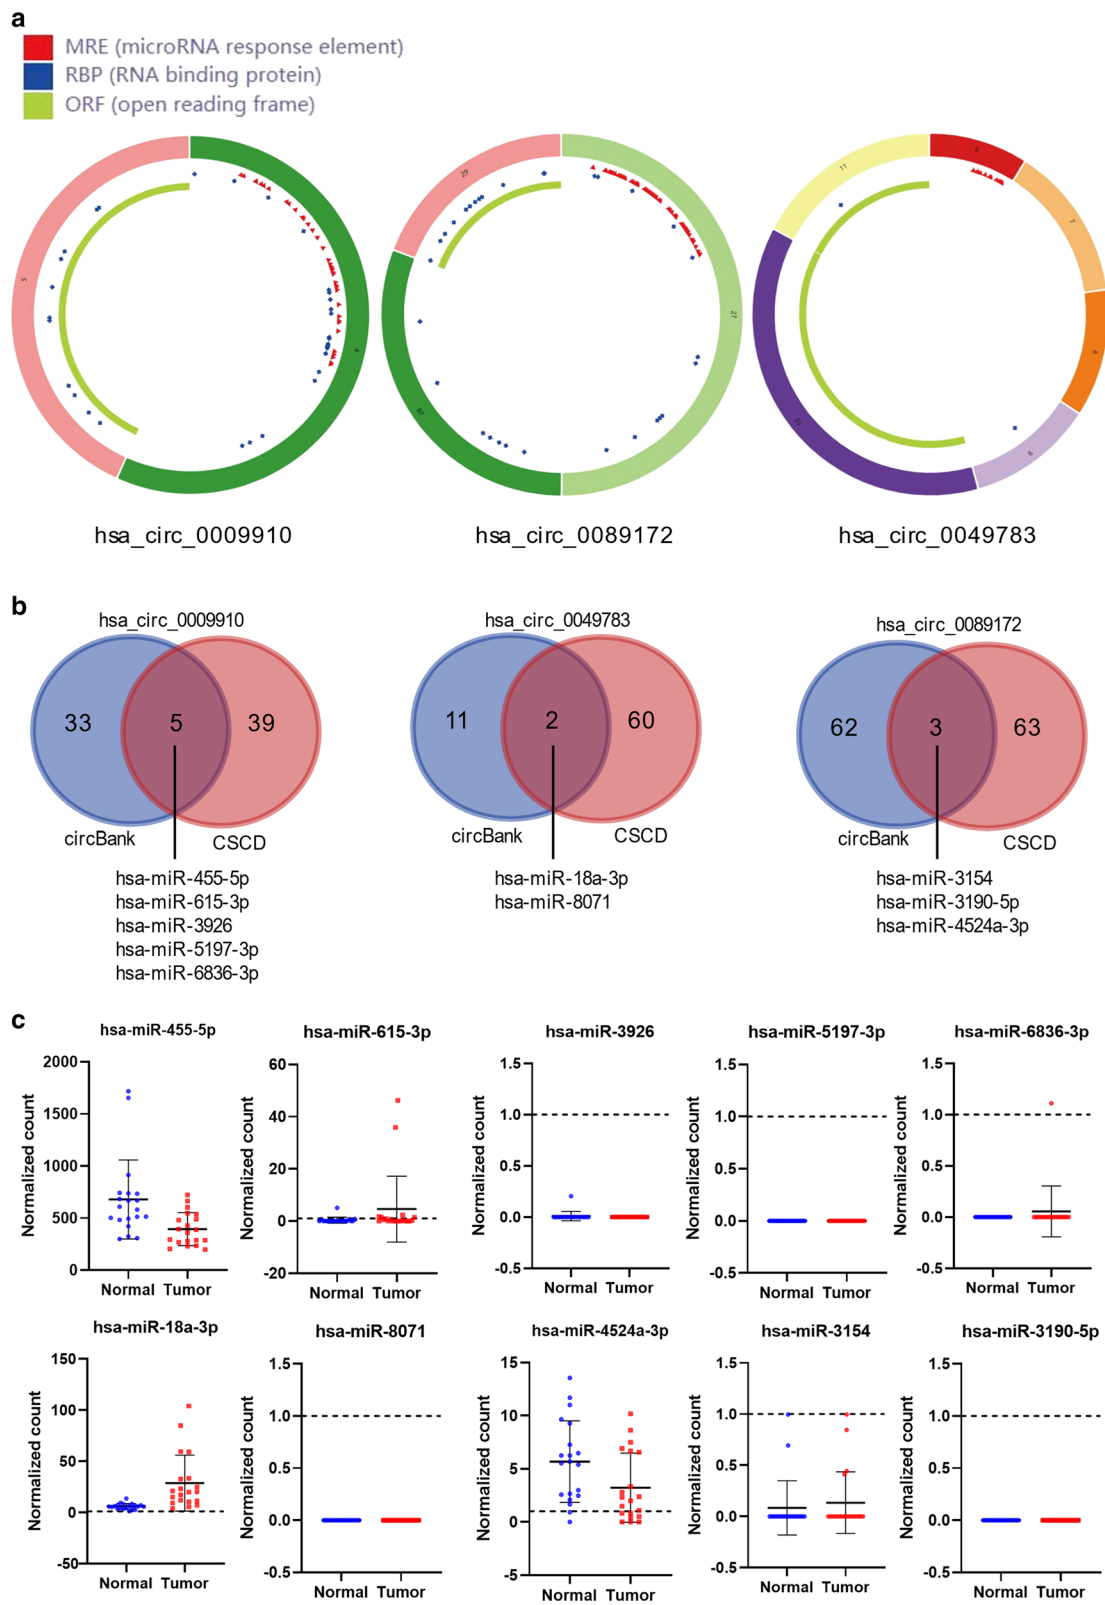 a
MRE (microRNA response element)
RBP (RNA binding protein)
ORF (open reading frame)
5
4
29
27
28
11
6
7
8
9
10
hsa_circ_0009910
hsa_circ_0089172
hsa_circ_0049783
b
hsa_circ_0009910
33
5
39
circBank
CSCD
hsa-miR-455-5p
hsa-miR-615-3p
hsa-miR-3926
hsa-miR-5197-3p
hsa-miR-6836-3p
hsa_circ_0049783
11
2
60
circBank
CSCD
hsa-miR-18a-3p
hsa-miR-8071
hsa_circ_0089172
62
3
63
circBank
CSCD
hsa-miR-3154
hsa-miR-3190-5p
hsa-miR-4524a-3p
c
hsa-miR-455-5p
Normalized count
2000
1500
1000
500
0
Normal Tumor
hsa-miR-615-3p
Normalized count
60
40
20
0
-20
Normal Tumor
hsa-miR-3926
Normalized count
1.5
1.0
0.5
0.0
-0.5
Normal Tumor
hsa-miR-5197-3p
Normalized count
1.5
1.0
0.5
0.0
-0.5
Normal Tumor
hsa-miR-6836-3p
Normalized count
1.5
1.0
0.5
0.0
-0.5
Normal Tumor
hsa-miR-18a-3p
Normalized count
150
100
50
0
-50
Normal Tumor
hsa-miR-8071
Normalized count
1.5
1.0
0.5
0.0
-0.5
Normal Tumor
hsa-miR-4524a-3p
Normalized count
15
10
5
0
-5
Normal Tumor
hsa-miR-3154
Normalized count
1.5
1.0
0.5
0.0
-0.5
Normal Tumor
hsa-miR-3190-5p
Normalized count
1.5
1.0
0.5
0.0
-0.5
Normal Tumor